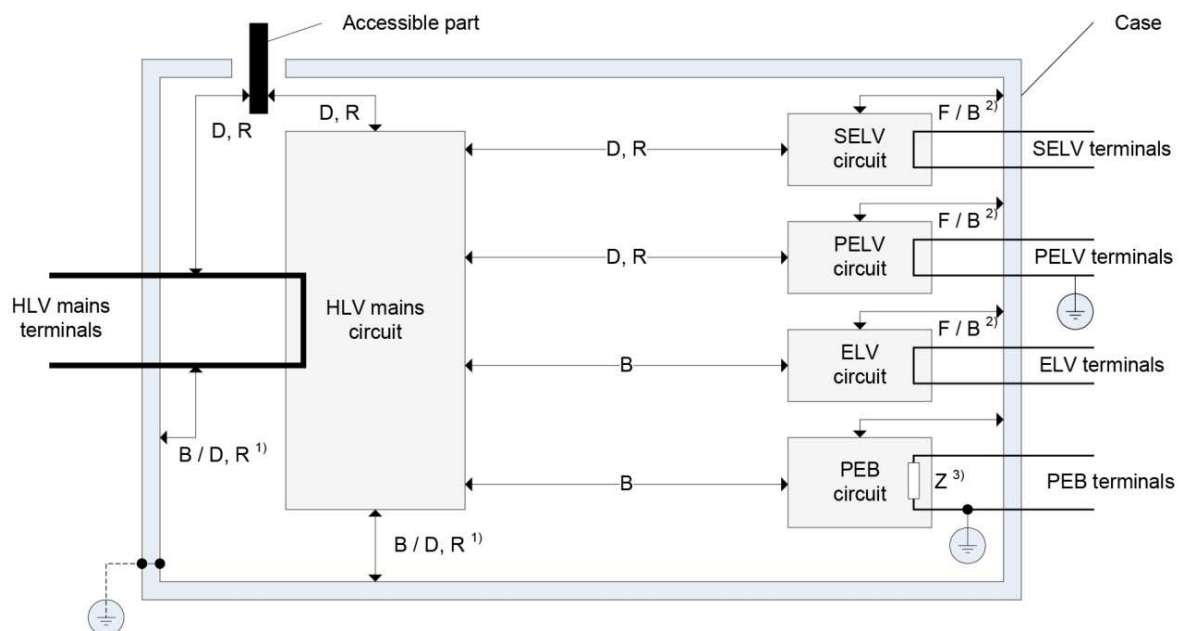 Accessible part
Case
D, R
D, R
F / B 2)
SELV
circuit
SELV terminals
D, R
F / B 2)
PELV
circuit
PELV terminals
D, R
HLV mains
terminals
HLV mains
circuit
F / B 2)
ELV
circuit
ELV terminals
B
B / D, R 1)
PEB
circuit
Z 3)
PEB terminals
B
B / D, R 1)